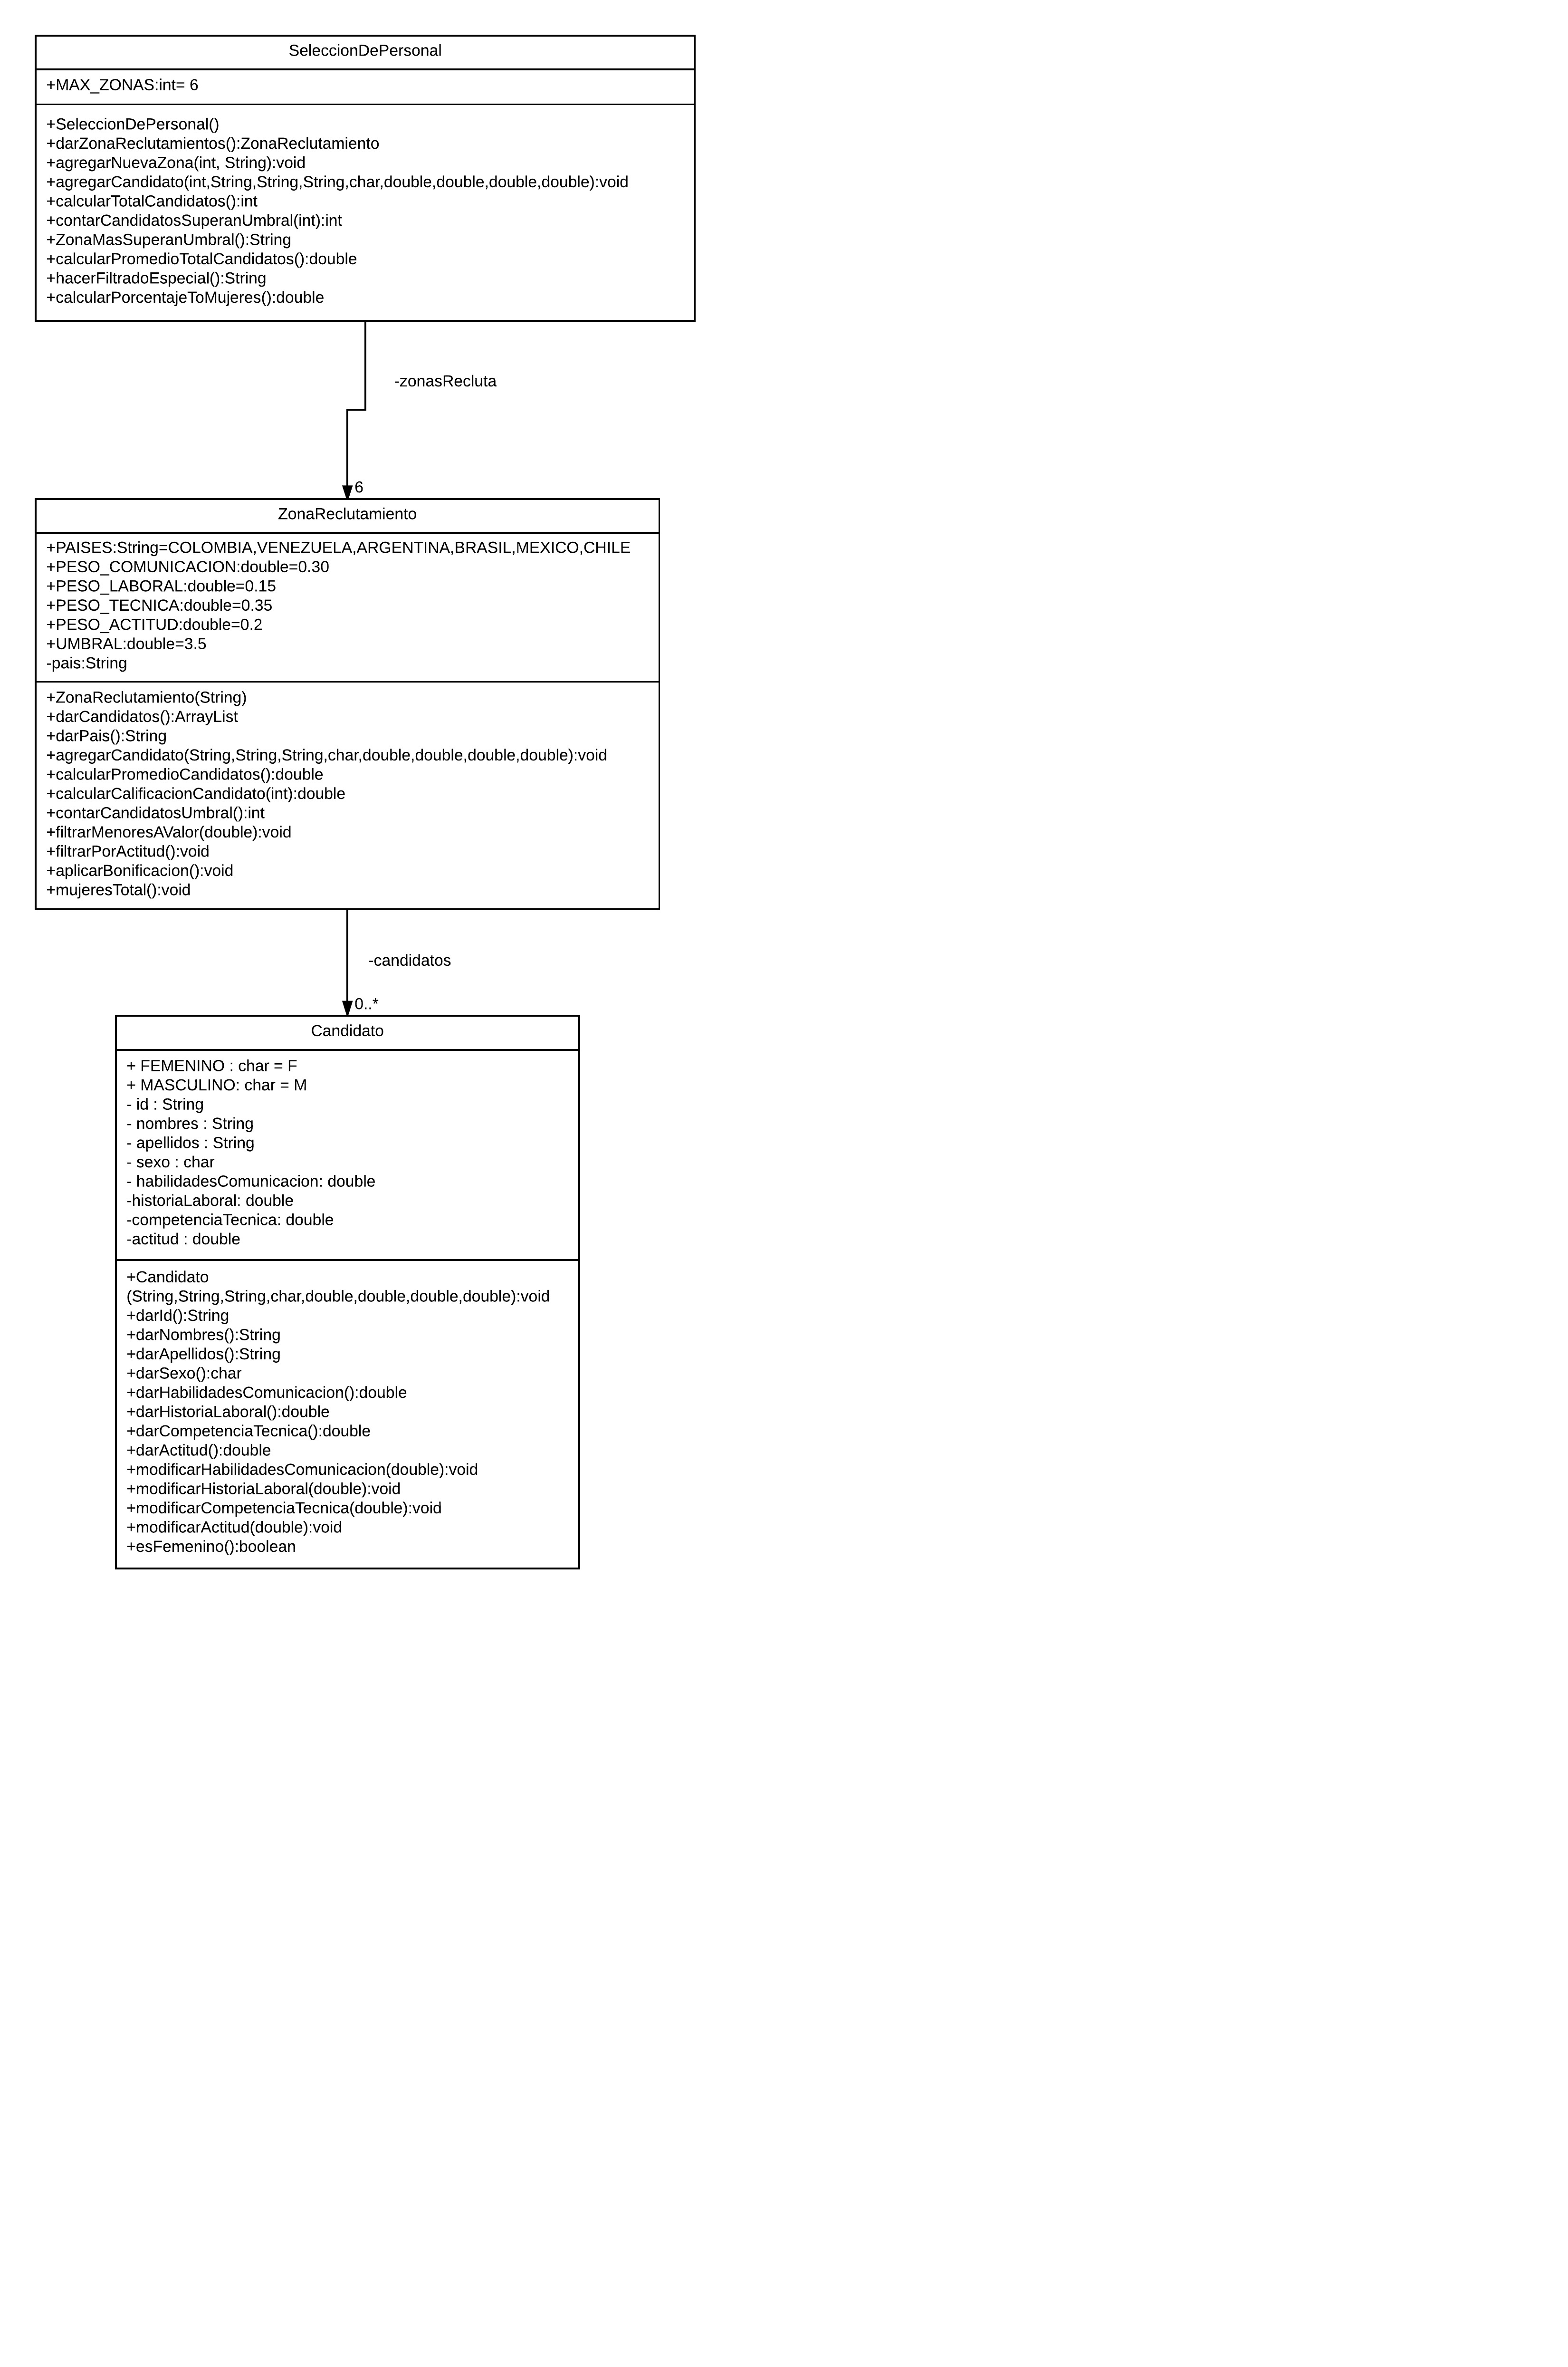 SeleccionDePersonal
+MAX_ZONAS:int= 6
+SeleccionDePersonal()
+darZonaReclutamientos():ZonaReclutamiento
+agregarNuevaZona(int, String):void
+agregarCandidato(int,String,String,String,char,double,double,double,double):void
+calcularTotalCandidatos():int
+contarCandidatosSuperanUmbral(int):int
+ZonaMasSuperanUmbral():String
+calcularPromedioTotalCandidatos():double
+hacerFiltradoEspecial():String
+calcularPorcentajeToMujeres():double
-zonasRecluta
6
ZonaReclutamiento
+PAISES:String=COLOMBIA,VENEZUELA,ARGENTINA,BRASIL,MEXICO,CHILE
+PESO_COMUNICACION:double=0.30
+PESO_LABORAL:double=0.15
+PESO_TECNICA:double=0.35
+PESO_ACTITUD:double=0.2
+UMBRAL:double=3.5
-pais:String
+ZonaReclutamiento(String)
+darCandidatos():ArrayList
+darPais():String
+agregarCandidato(String,String,String,char,double,double,double,double):void
+calcularPromedioCandidatos():double
+calcularCalificacionCandidato(int):double
+contarCandidatosUmbral():int
+filtrarMenoresAValor(double):void
+filtrarPorActitud():void
+aplicarBonificacion():void
+mujeresTotal():void
-candidatos
0..*
Candidato
+ FEMENINO : char = F
+ MASCULINO: char = M
- id : String
- nombres : String
- apellidos : String
- sexo : char
- habilidadesComunicacion: double
-historiaLaboral: double
-competenciaTecnica: double
-actitud : double
+Candidato
(String,String,String,char,double,double,double,double):void
+darId():String
+darNombres():String
+darApellidos():String
+darSexo():char
+darHabilidadesComunicacion():double
+darHistoriaLaboral():double
+darCompetenciaTecnica():double
+darActitud():double
+modificarHabilidadesComunicacion(double):void
+modificarHistoriaLaboral(double):void
+modificarCompetenciaTecnica(double):void
+modificarActitud(double):void
+esFemenino():boolean